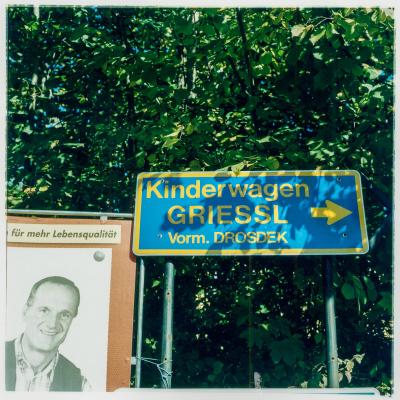 Kinderwagen
GRIESSL
Vorm. DROSDEK
für mehr Lebensqualität